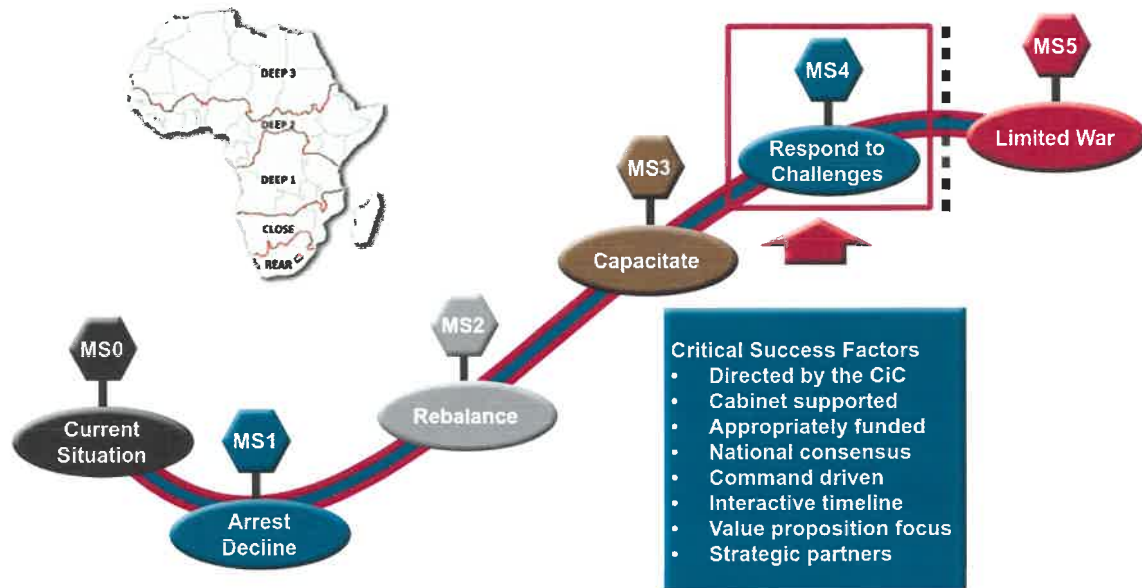 DEEP 3
DEEP 2
DEEP 1
CLOSE
REAR
MS0
Current
Situation
MS1
Arrest
Decline
MS2
Rebalance
MS3
Capacitate
MS4
Respond to
Challenges
MS5
Limited War
Critical Success Factors
• Directed by the CiC
• Cabinet supported
• Appropriately funded
• National consensus
• Command driven
• Interactive timeline
• Value proposition focus
• Strategic partners